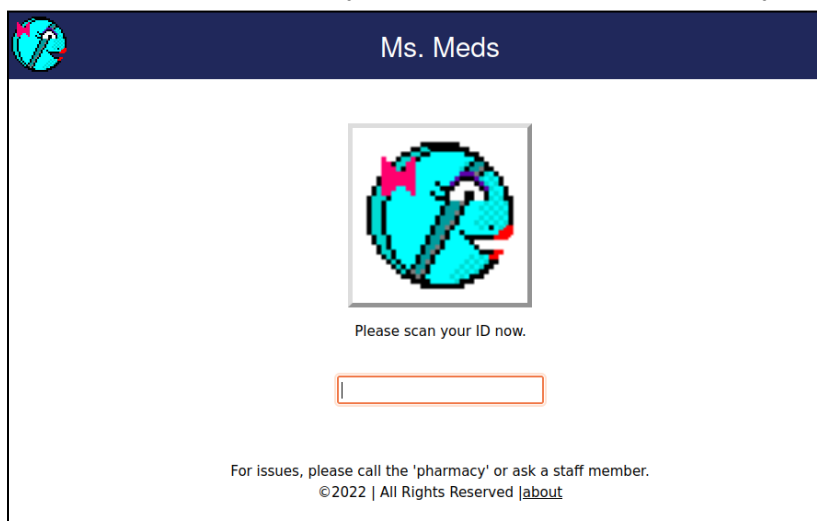 Ms. Meds
Please scan your ID now.
For issues, please call the 'pharmacy' or ask a staff member.
©2022 | All Rights Reserved |about